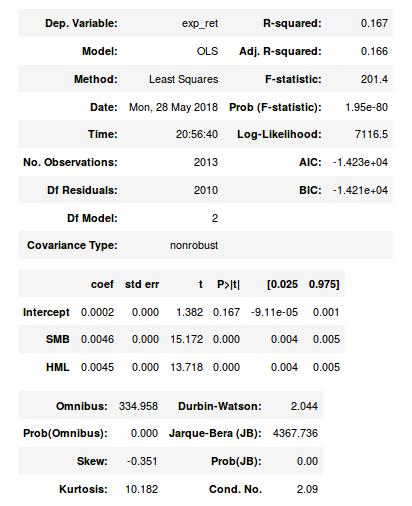 Dep. Variable: exp_ret R-squared: 0.167
Model: OLS Adj. R-squared: 0.166
Method: Least Squares F-statistic: 201.4
Date: Mon, 28 May 2018 Prob (F-statistic): 1.95e-80
Time: 20:56:40 Log-Likelihood: 7116.5
No. Observations: 2013 AIC: -1.423e+04
Df Residuals: 2010 BIC: -1.421e+04
Df Model: 2
Covariance Type: nonrobust
coef std err t P>|t| [0.025 0.975]
Intercept 0.0002 0.000 1.382 0.167 -9.11e-05 0.001
SMB 0.0046 0.000 15.172 0.000 0.004 0.005
HML 0.0045 0.000 13.718 0.000 0.004 0.005
Omnibus: 334.958 Durbin-Watson: 2.044
Prob(Omnibus): 0.000 Jarque-Bera (JB): 4367.736
Skew: -0.351 Prob(JB): 0.00
Kurtosis: 10.182 Cond. No. 2.09